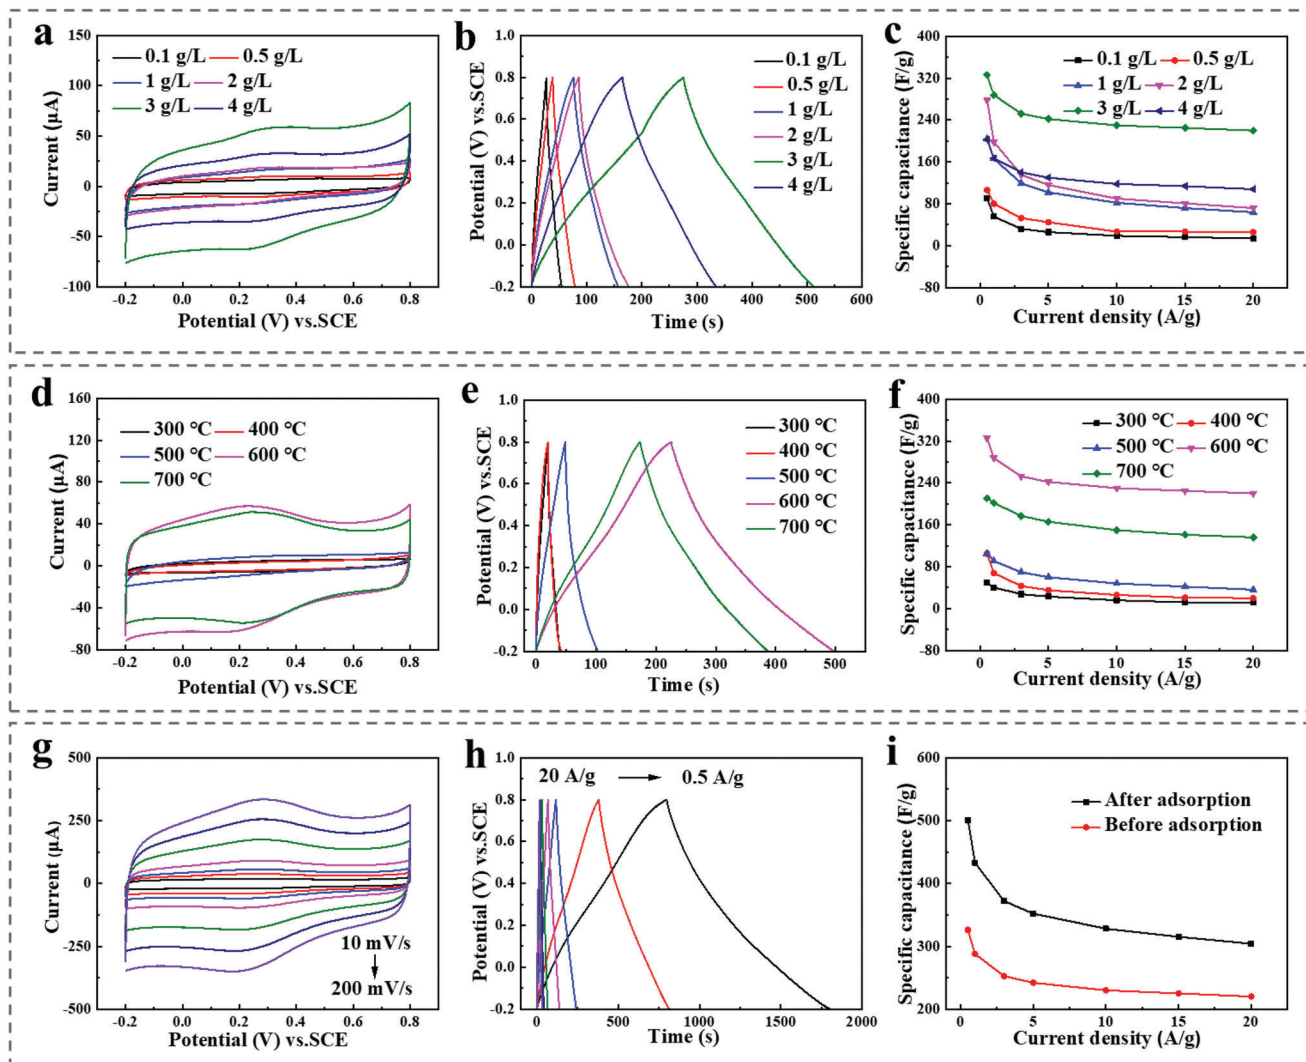 a
Current (μA)
100
50
0
-50
-100
0.1 g/L 0.5 g/L
1 g/L 2 g/L
3 g/L 4 g/L
-0.2 0.0 0.2 0.4 0.6 0.8
Potential (V) vs.SCE
b
Potential (V) vs.SCE
1.0
0.8
0.4
0.0
-0.2
0.1 g/L
0.5 g/L
1 g/L
2 g/L
3 g/L
4 g/L
0 100 200 300 400 500 600
Time (s)
c
Specific capacitance (F/g)
400
320
240
160
80
0
-80
0.1 g/L 0.5 g/L
1 g/L 2 g/L
3 g/L 4 g/L
0 5 10 15 20
Current density (A/g)
d
Current (μA)
160
120
80
40
0
-40
-80
300 °C 400 °C
500 °C 600 °C
700 °C
-0.2 0.0 0.2 0.4 0.6 0.8
Potential (V) vs.SCE
e
Potential (V) vs.SCE
1.0
0.8
0.4
0.0
-0.2
300 °C
400 °C
500 °C
600 °C
700 °C
0 100 200 300 400 500
Time (s)
f
Specific capacitance (F/g)
400
320
240
160
80
0
-80
300 °C 400 °C
500 °C 600 °C
700 °C
0 5 10 15 20
Current density (A/g)
g
Current (μA)
500
250
0
-250
-500
10 mV/s
200 mV/s
-0.2 0.0 0.2 0.4 0.6 0.8
Potential (V) vs.SCE
h
Potential (V) vs.SCE
1.0
0.8
0.6
0.4
0.2
0.0
-0.2
20 A/g 0.5 A/g
0 500 1000 1500 2000
Time (s)
i
Specific capacitance (F/g)
600
500
400
300
200
After adsorption
Before adsorption
0 5 10 15 20
Current density (A/g)